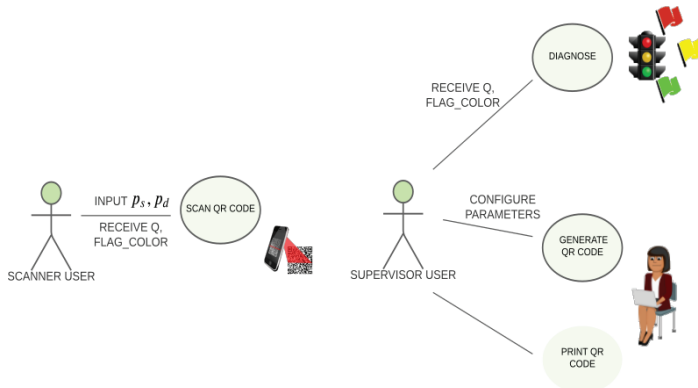 INPUT p_s, p_d
RECEIVE Q,
FLAG_COLOR
SCAN QR CODE
SCANNER USER
DIAGNOSE
RECEIVE Q,
FLAG_COLOR
CONFIGURE
PARAMETERS
GENERATE
QR CODE
SUPERVISOR USER
PRINT QR
CODE